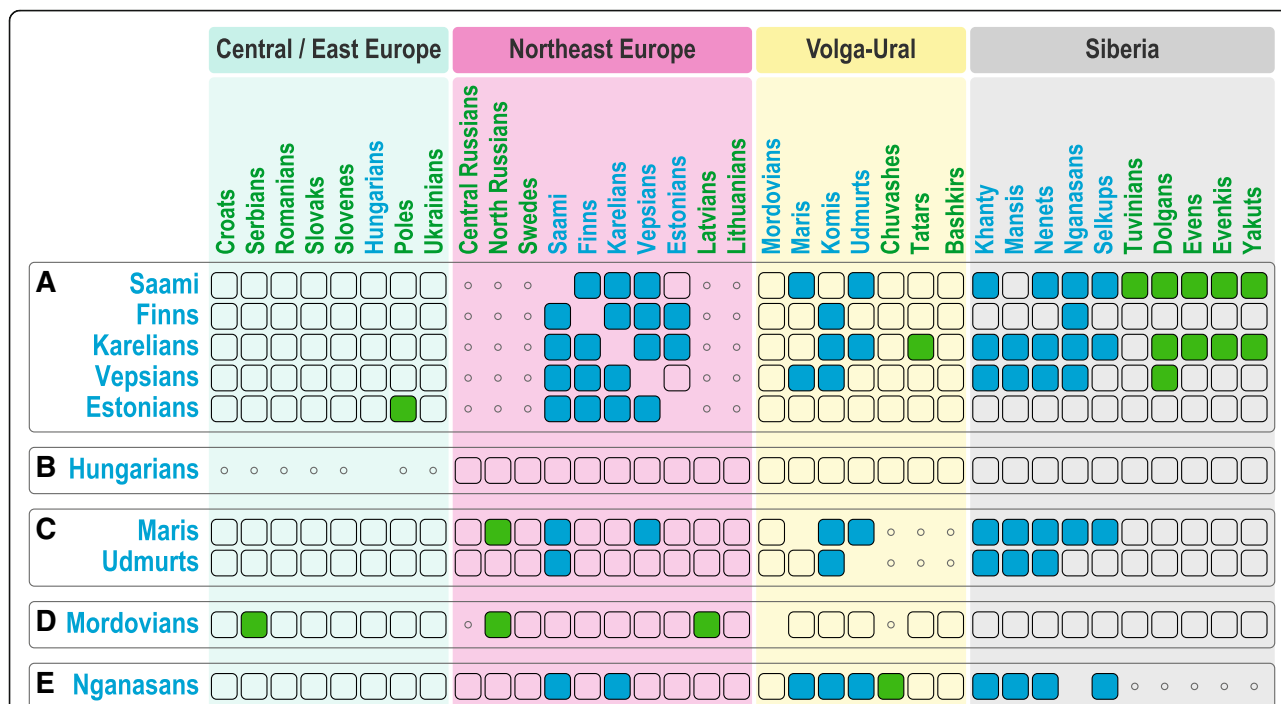 Central / East Europe
Northeast Europe
Volga-Ural
Siberia
Croats
Serbians
Romanians
Slovaks
Slovenes
Hungarians
Poles
Ukrainians
Central Russians
North Russians
Swedes
Saami
Finns
Karelians
Vepsians
Estonians
Latvians
Lithuanians
Mordovians
Maris
Komis
Udmurts
Chuvashes
Tatars
Bashkirs
Khanty
Mansis
Nenets
Nganasans
Selkups
Tuvinians
Dolgans
Evens
Evenkis
Yakuts
A Saami
Finns
Karelians
Vepsians
Estonians
B Hungarians
C Maris
Udmurts
D Mordovians
E Nganasans